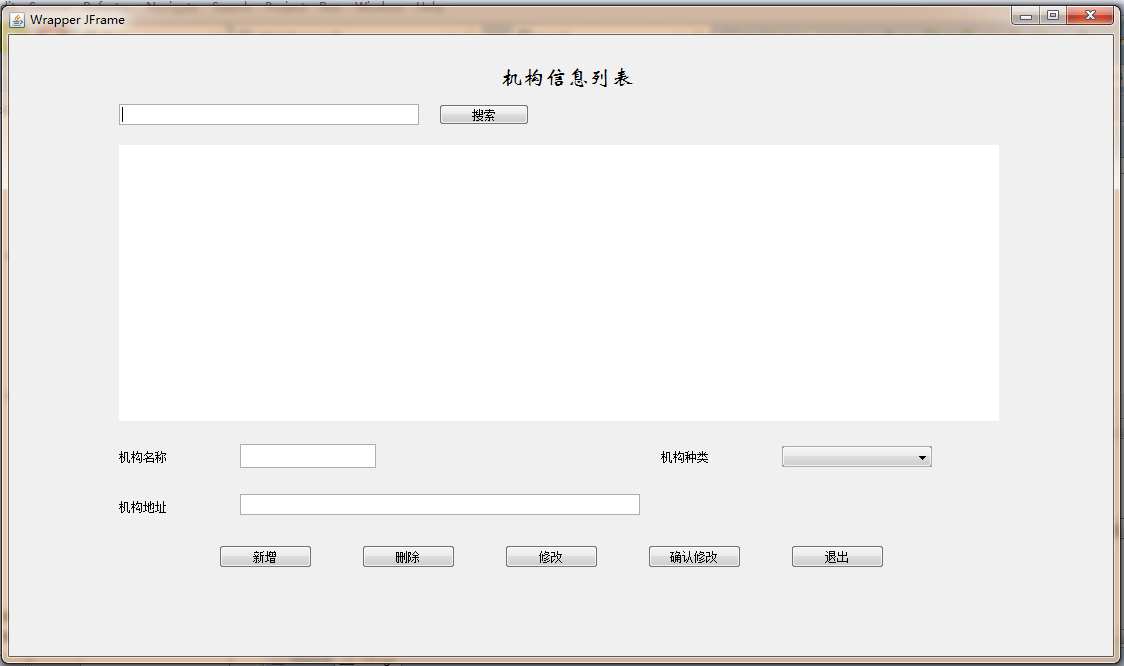 Wrapper JFrame
机构信息列表
搜索
机构名称
机构种类
机构地址
新增 删除 修改 确认修改 退出